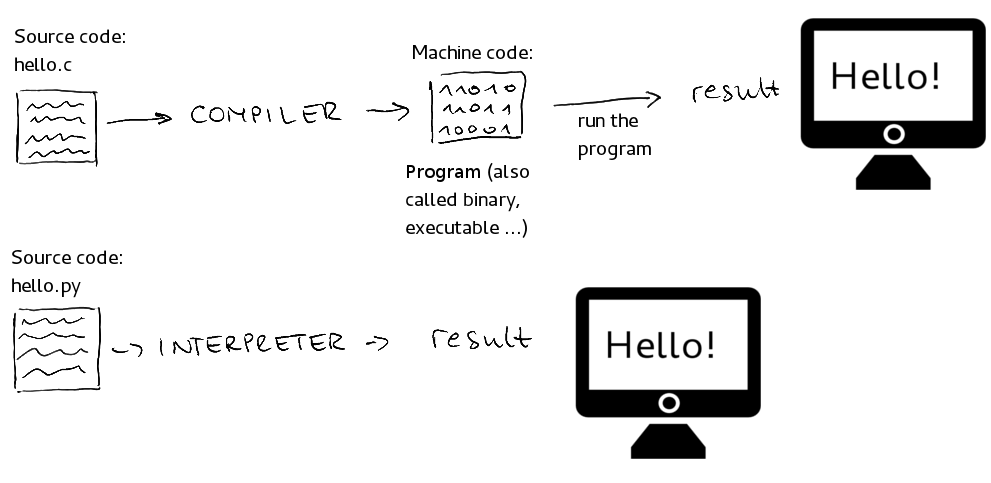 Source code:
hello.c
COMPILER
Machine code:
11010
11011
10001
Program (also
called binary,
executable ...)
run the
program
result
Hello!
Source code:
hello.py
INTERPRETER
result
Hello!